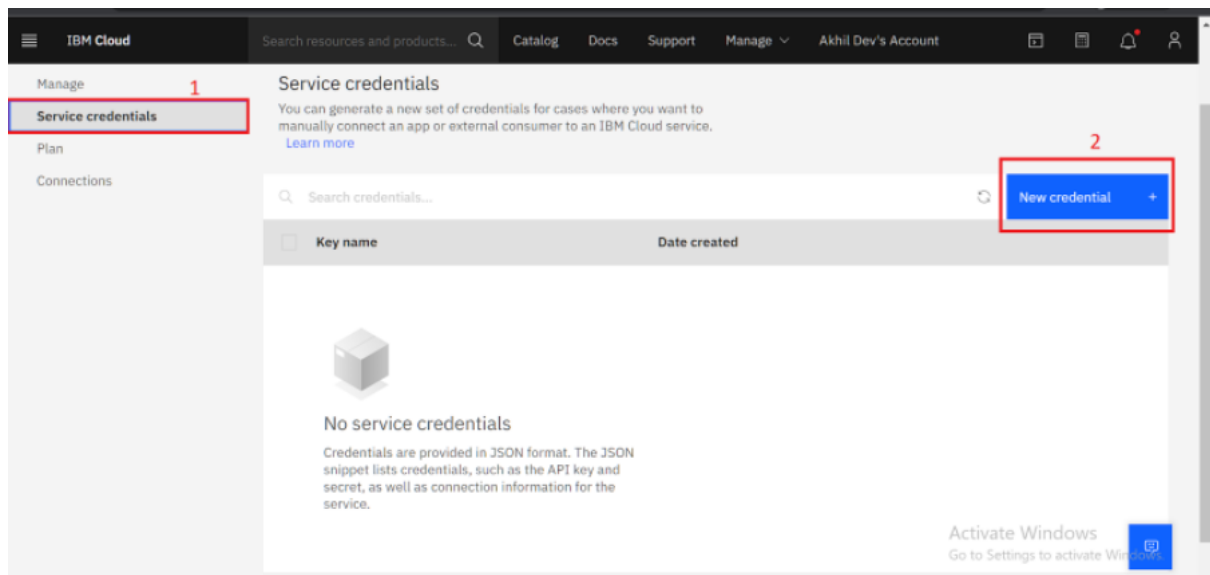 IBM Cloud
Search resources and products...
Catalog
Docs
Support
Manage
Akhil Dev's Account
Manage
1
Service credentials
Plan
Connections
Service credentials
You can generate a new set of credentials for cases where you want to
manually connect an app or external consumer to an IBM Cloud service.
Learn more
2
Search credentials...
New credential +
Key name
Date created
No service credentials
Credentials are provided in JSON format. The JSON
snippet lists credentials, such as the API key and
secret, as well as connection information for the
service.
Activate Windows
Go to Settings to activate Windows.